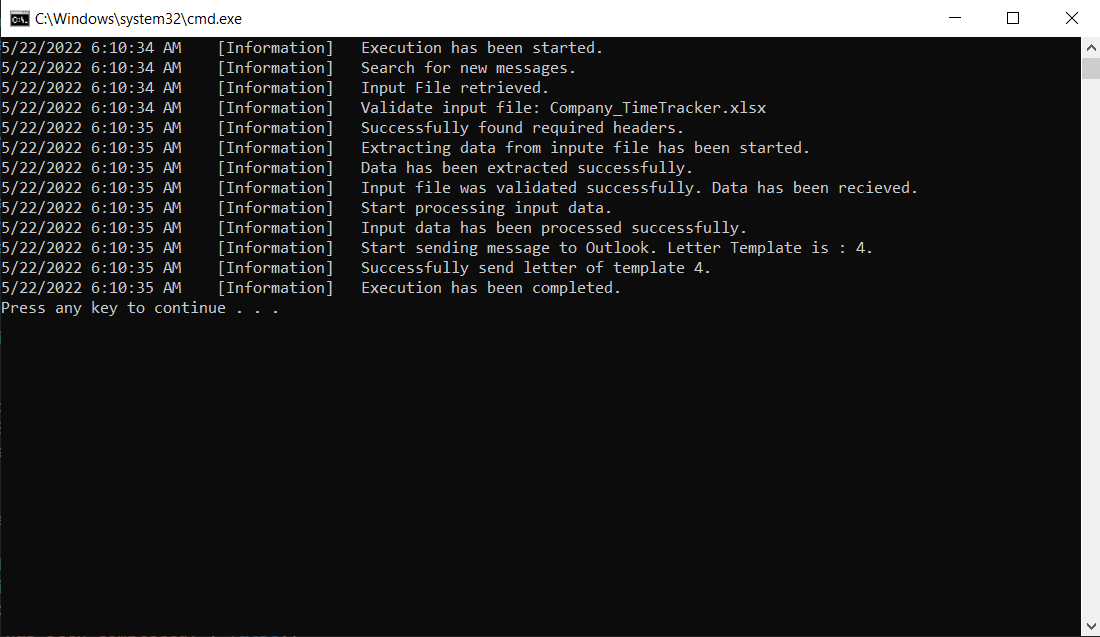 C:\Windows\system32\cmd.exe
5/22/2022 6:10:34 AM    [Information]   Execution has been started.
5/22/2022 6:10:34 AM    [Information]   Search for new messages.
5/22/2022 6:10:34 AM    [Information]   Input File retrieved.
5/22/2022 6:10:34 AM    [Information]   Validate input file: Company_TimeTracker.xlsx
5/22/2022 6:10:35 AM    [Information]   Successfully found required headers.
5/22/2022 6:10:35 AM    [Information]   Extracting data from inpute file has been started.
5/22/2022 6:10:35 AM    [Information]   Data has been extracted successfully.
5/22/2022 6:10:35 AM    [Information]   Input file was validated successfully. Data has been recieved.
5/22/2022 6:10:35 AM    [Information]   Start processing input data.
5/22/2022 6:10:35 AM    [Information]   Input data has been processed successfully.
5/22/2022 6:10:35 AM    [Information]   Start sending message to Outlook. Letter Template is : 4.
5/22/2022 6:10:35 AM    [Information]   Successfully send letter of template 4.
5/22/2022 6:10:35 AM    [Information]   Execution has been completed.
Press any key to continue . . .